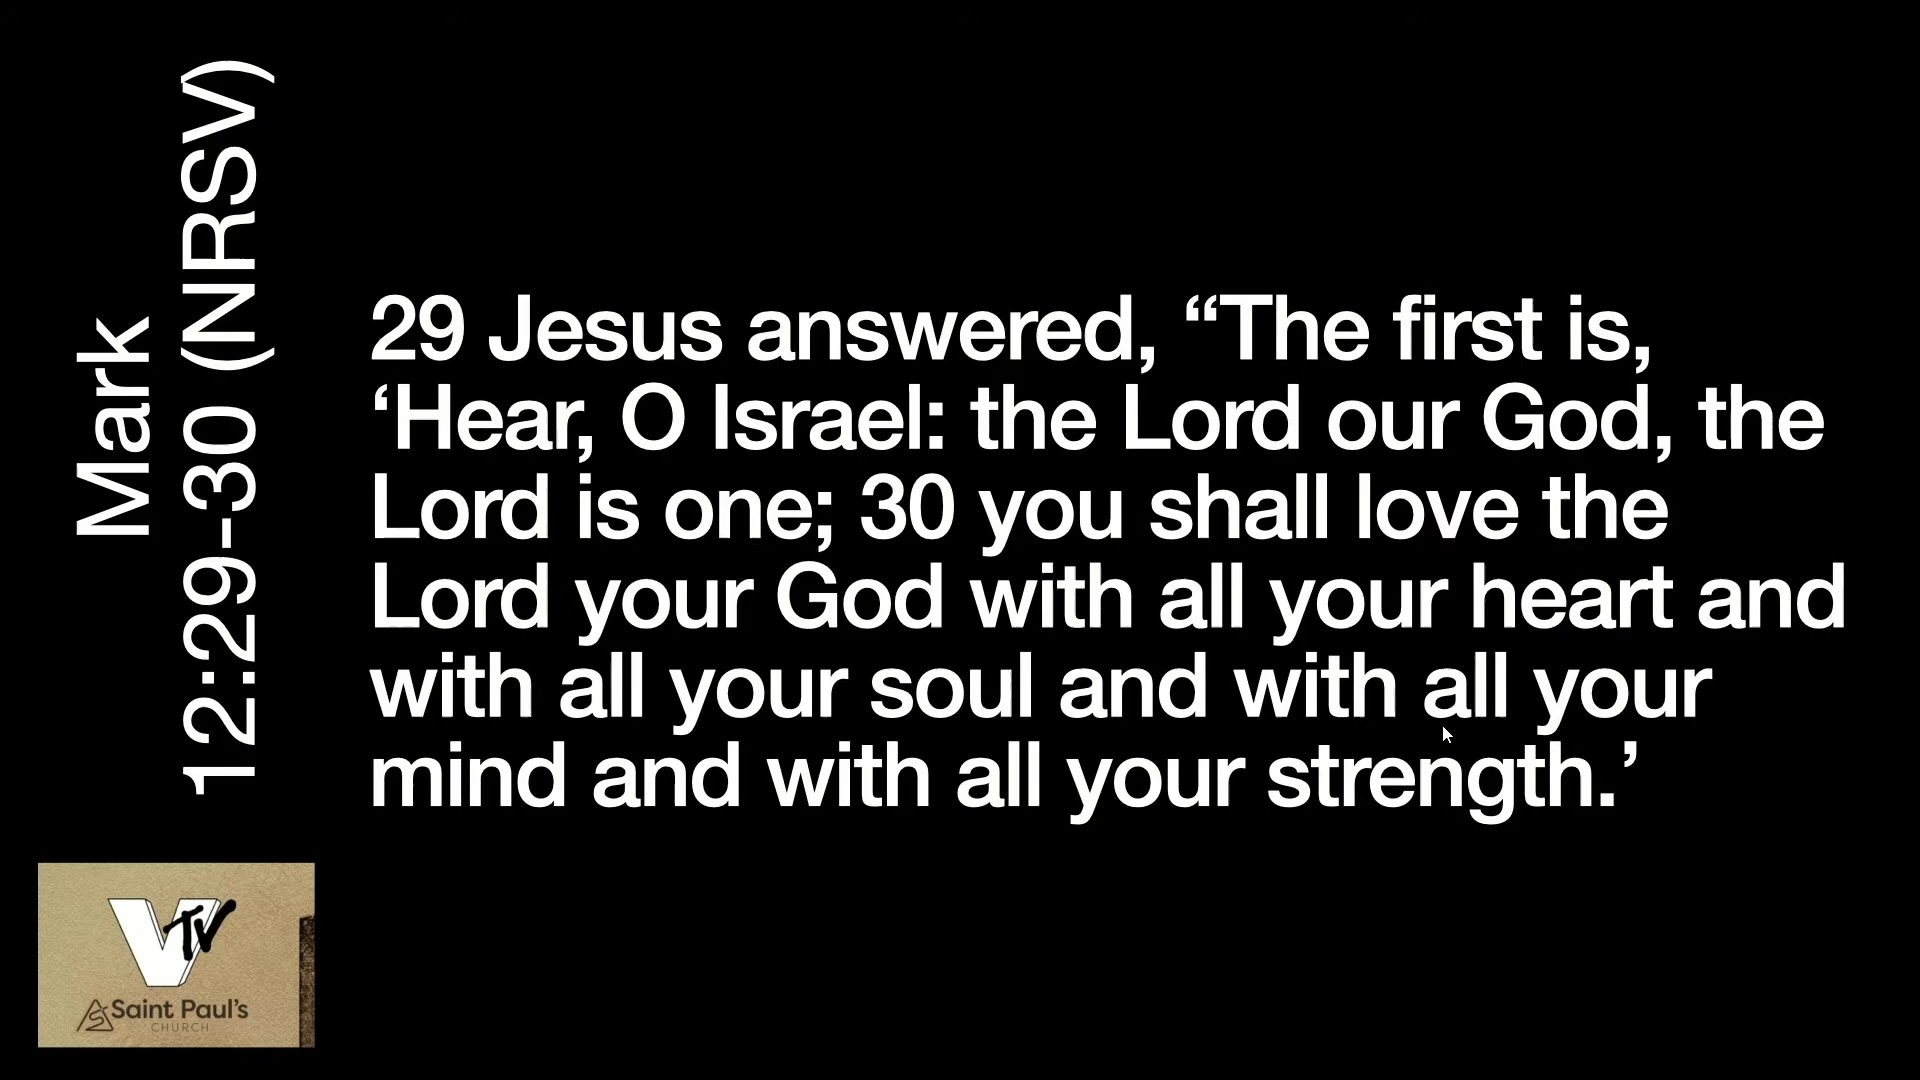 Mark
12:29-30 (NRSV)
29 Jesus answered, “The first is,
‘Hear, O Israel: the Lord our God, the
Lord is one; 30 you shall love the
Lord your God with all your heart and
with all your soul and with all your
mind and with all your strength.’
V TV
Saint Paul’s
CHURCH